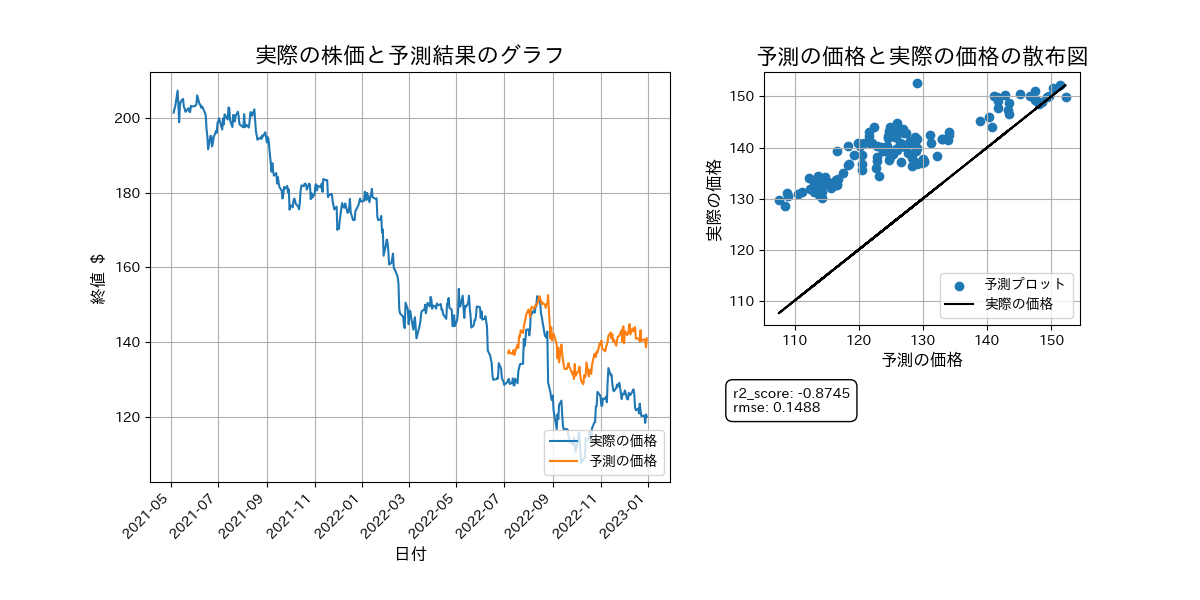 実際の株価と予測結果のグラフ
終値 $
200
180
160
140
120
2021-05
2021-07
2021-09
2021-11
2022-01
2022-03
2022-05
2022-07
2022-09
2022-11
2023-01
日付
実際の価格
予測の価格
予測の価格と実際の価格の散布図
実際の価格
150
140
130
120
110
110
120
130
140
150
予測の価格
予測プロット
実際の価格
r2_score: -0.8745
rmse: 0.1488